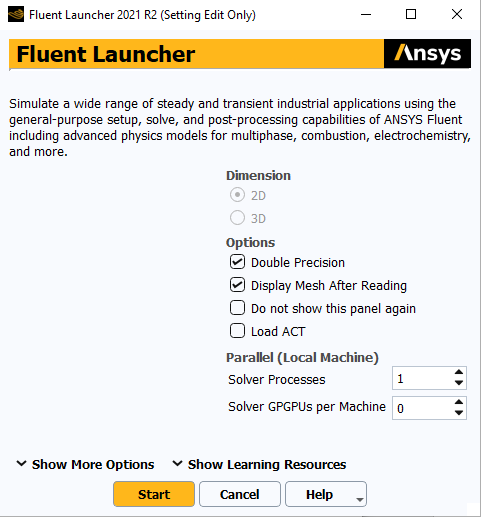 Fluent Launcher 2021 R2 (Setting Edit Only)
Fluent Launcher
Ansys
Simulate a wide range of steady and transient industrial applications using the
general-purpose setup, solve, and post-processing capabilities of ANSYS Fluent
including advanced physics models for multiphase, combustion, electrochemistry,
and more.
Dimension
2D
3D
Options
Double Precision
Display Mesh After Reading
Do not show this panel again
Load ACT
Parallel (Local Machine)
Solver Processes 1
Solver GPGPUs per Machine 0
Show More Options Show Learning Resources
Start Cancel Help